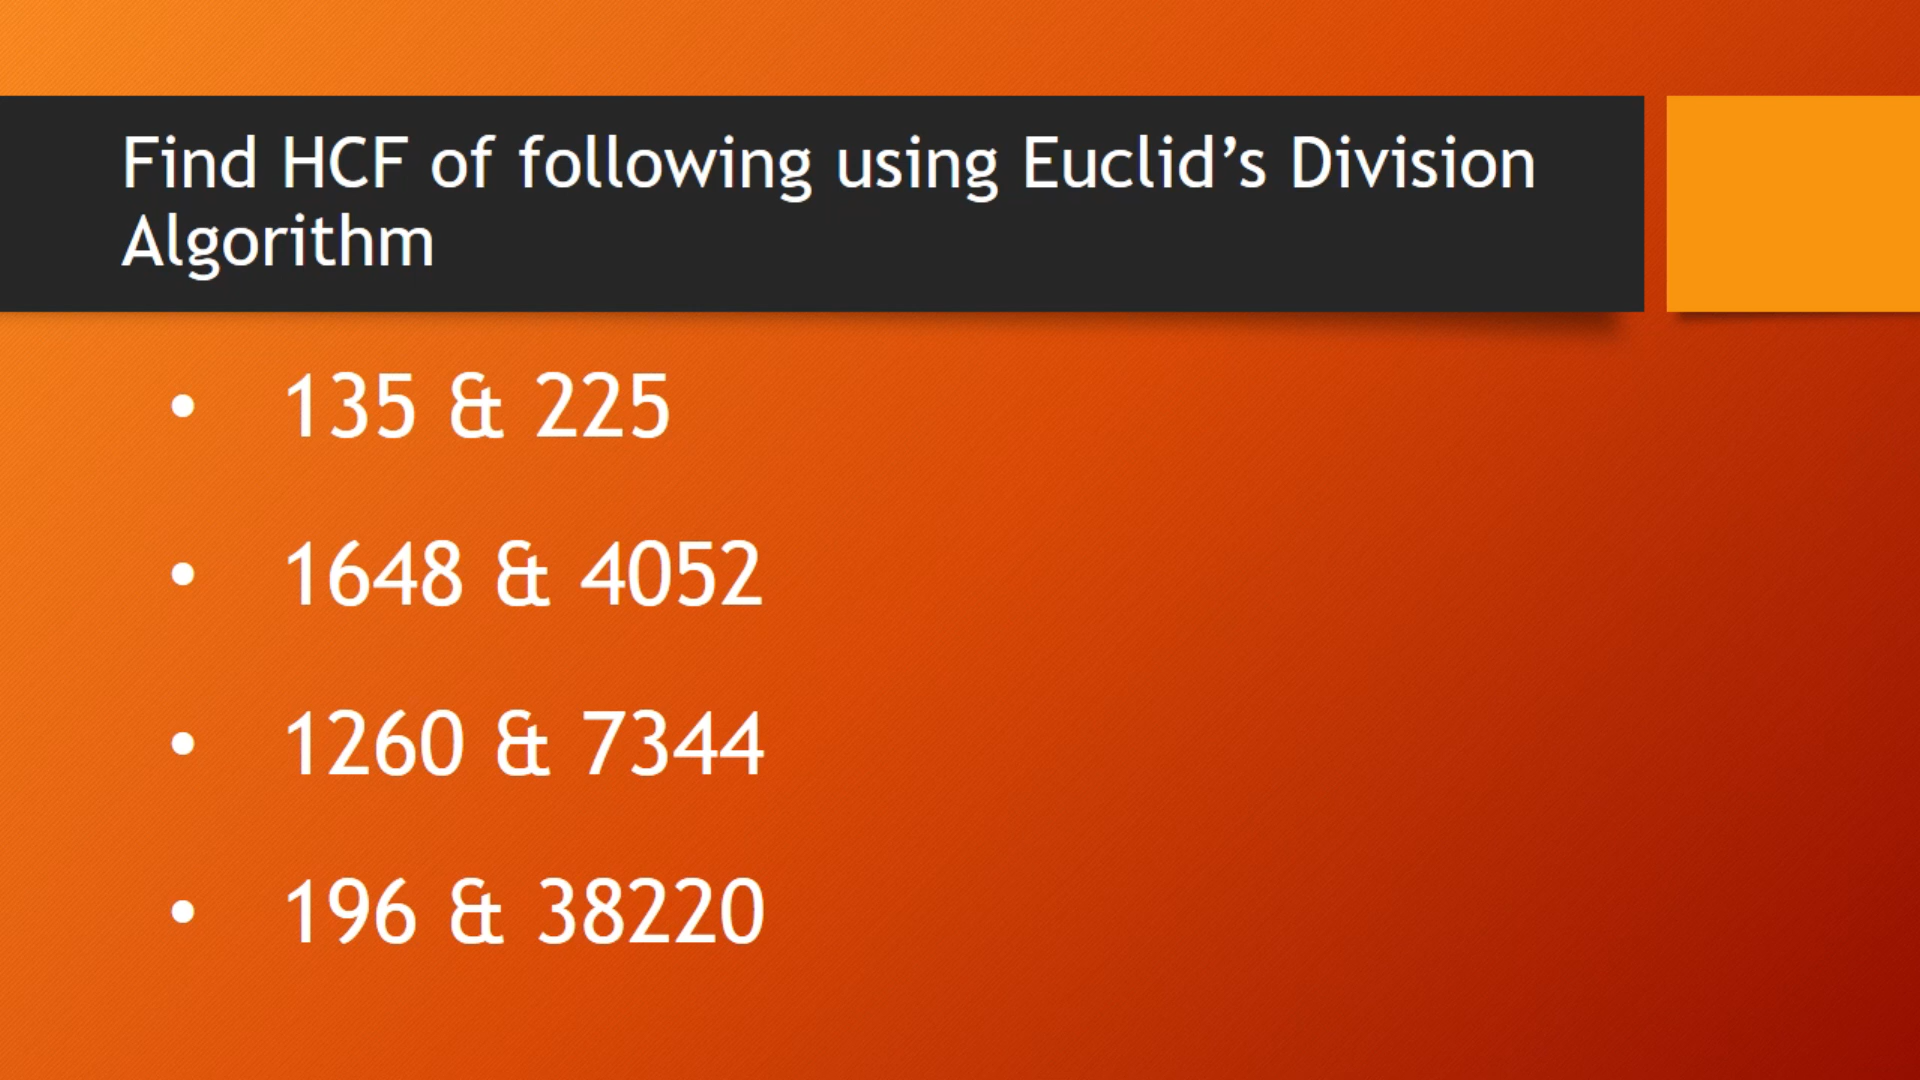 Find HCF of following using Euclid’s Division
Algorithm
• 135 & 225
• 1648 & 4052
• 1260 & 7344
• 196 & 38220